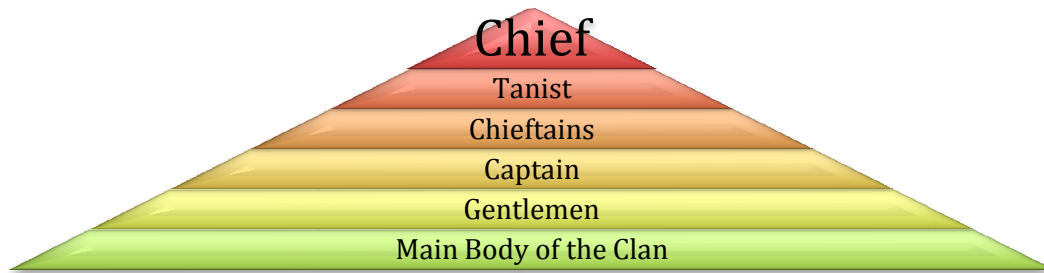 Chief
Tanist
Chieftains
Captain
Gentlemen
Main Body of the Clan